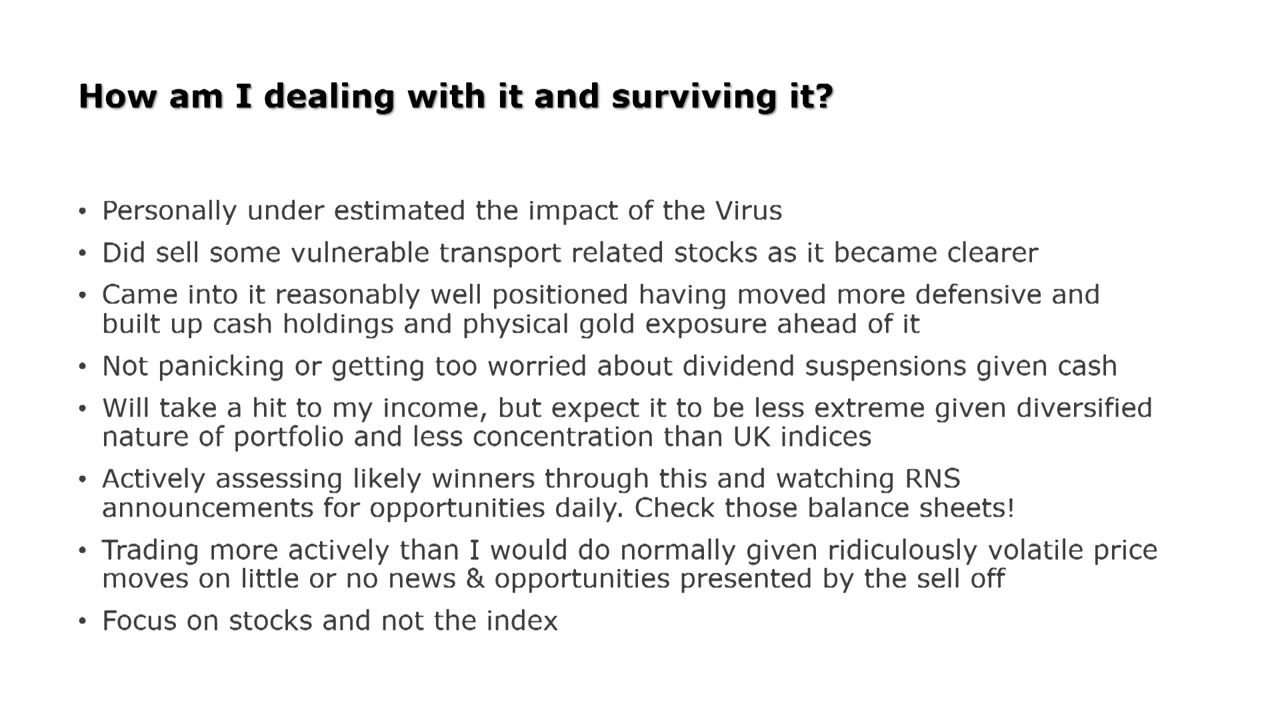 How am I dealing with it and surviving it?
• Personally under estimated the impact of the Virus
• Did sell some vulnerable transport related stocks as it became clearer
• Came into it reasonably well positioned having moved more defensive and
built up cash holdings and physical gold exposure ahead of it
• Not panicking or getting too worried about dividend suspensions given cash
• Will take a hit to my income, but expect it to be less extreme given diversified
nature of portfolio and less concentration than UK indices
• Actively assessing likely winners through this and watching RNS
announcements for opportunities daily. Check those balance sheets!
• Trading more actively than I would do normally given ridiculously volatile price
moves on little or no news & opportunities presented by the sell off
• Focus on stocks and not the index